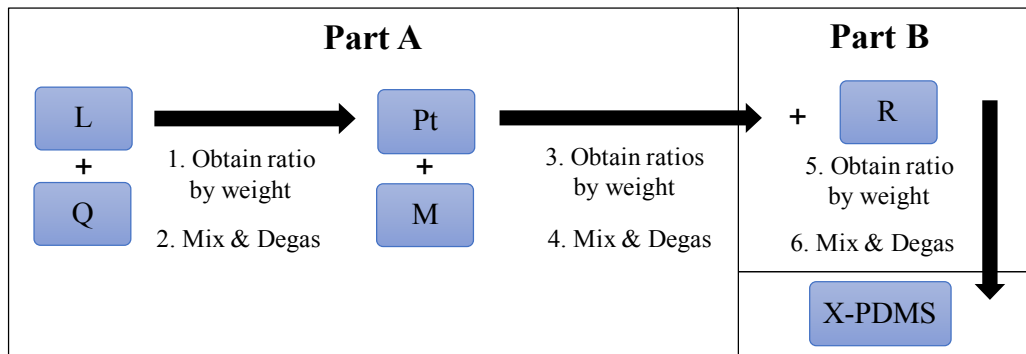 Part A
L
+
Q
1. Obtain ratio
by weight
2. Mix & Degas
Pt
+
M
3. Obtain ratios
by weight
4. Mix & Degas
Part B
+
R
5. Obtain ratio
by weight
6. Mix & Degas
X-PDMS